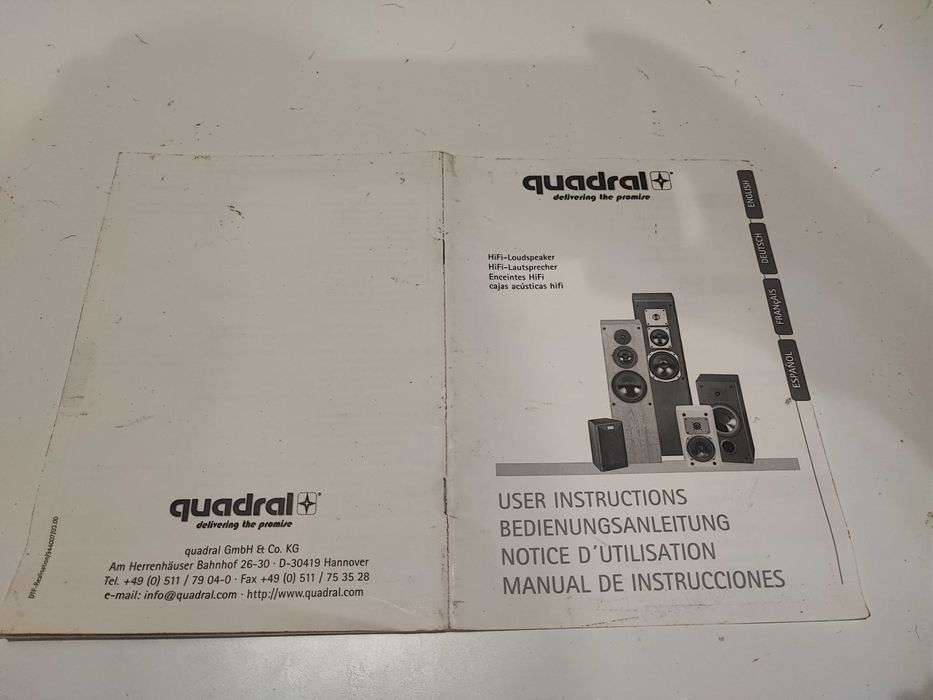 quadral
delivering the promise
quadral GmbH & Co. KG
Am Herrenhäuser Bahnhof 26-30 · D-30419 Hannover
Tel. +49 (0) 511 / 79 04-0 · Fax +49 (0) 511 / 75 35 28
e-mail: info@quadral.com · http://www.quadral.com
quadral
delivering the promise
HiFi-Loudspeaker
HiFi-Lautsprecher
Enceintes HiFi
cajas acústicas hifi
ENGLISH
DEUTSCH
FRANÇAIS
ESPAÑOL
USER INSTRUCTIONS
BEDIENUNGSANLEITUNG
NOTICE D´UTILISATION
MANUAL DE INSTRUCCIONES